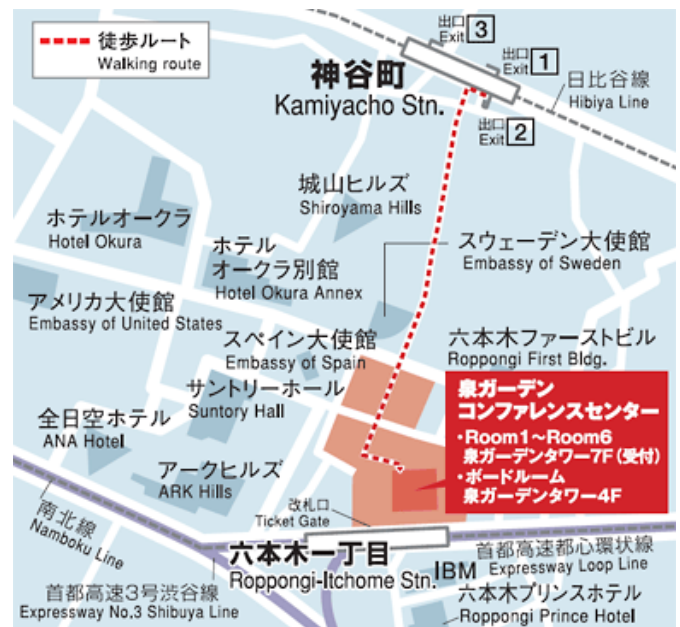 徒歩ルート
Walking route
出口
Exit 3
出口
Exit 1
神谷町
Kamiyacho Stn.
日比谷線
Hibiya Line
出口
Exit 2
城山ヒルズ
Shiroyama Hills
ホテルオークラ
Hotel Okura
ホテル
オークラ別館
Hotel Okura Annex
スウェーデン大使館
Embassy of Sweden
アメリカ大使館
Embassy of United States
スペイン大使館
Embassy of Spain
六本木ファーストビル
Roppongi First Bldg.
サントリーホール
Suntory Hall
泉ガーデン
コンファレンスセンター
・Room1～Room6
泉ガーデンタワー7F(受付)
・ボードルーム
泉ガーデンタワー4F
全日空ホテル
ANA Hotel
アークヒルズ
ARK Hills
改札口
Ticket Gate
南北線
Namboku Line
六本木一丁目
Roppongi-Itchome Stn.
首都高速都心環状線
Expressway Loop Line
IBM
首都高速3号渋谷線
Expressway No.3 Shibuya Line
六本木プリンスホテル
Roppongi Prince Hotel